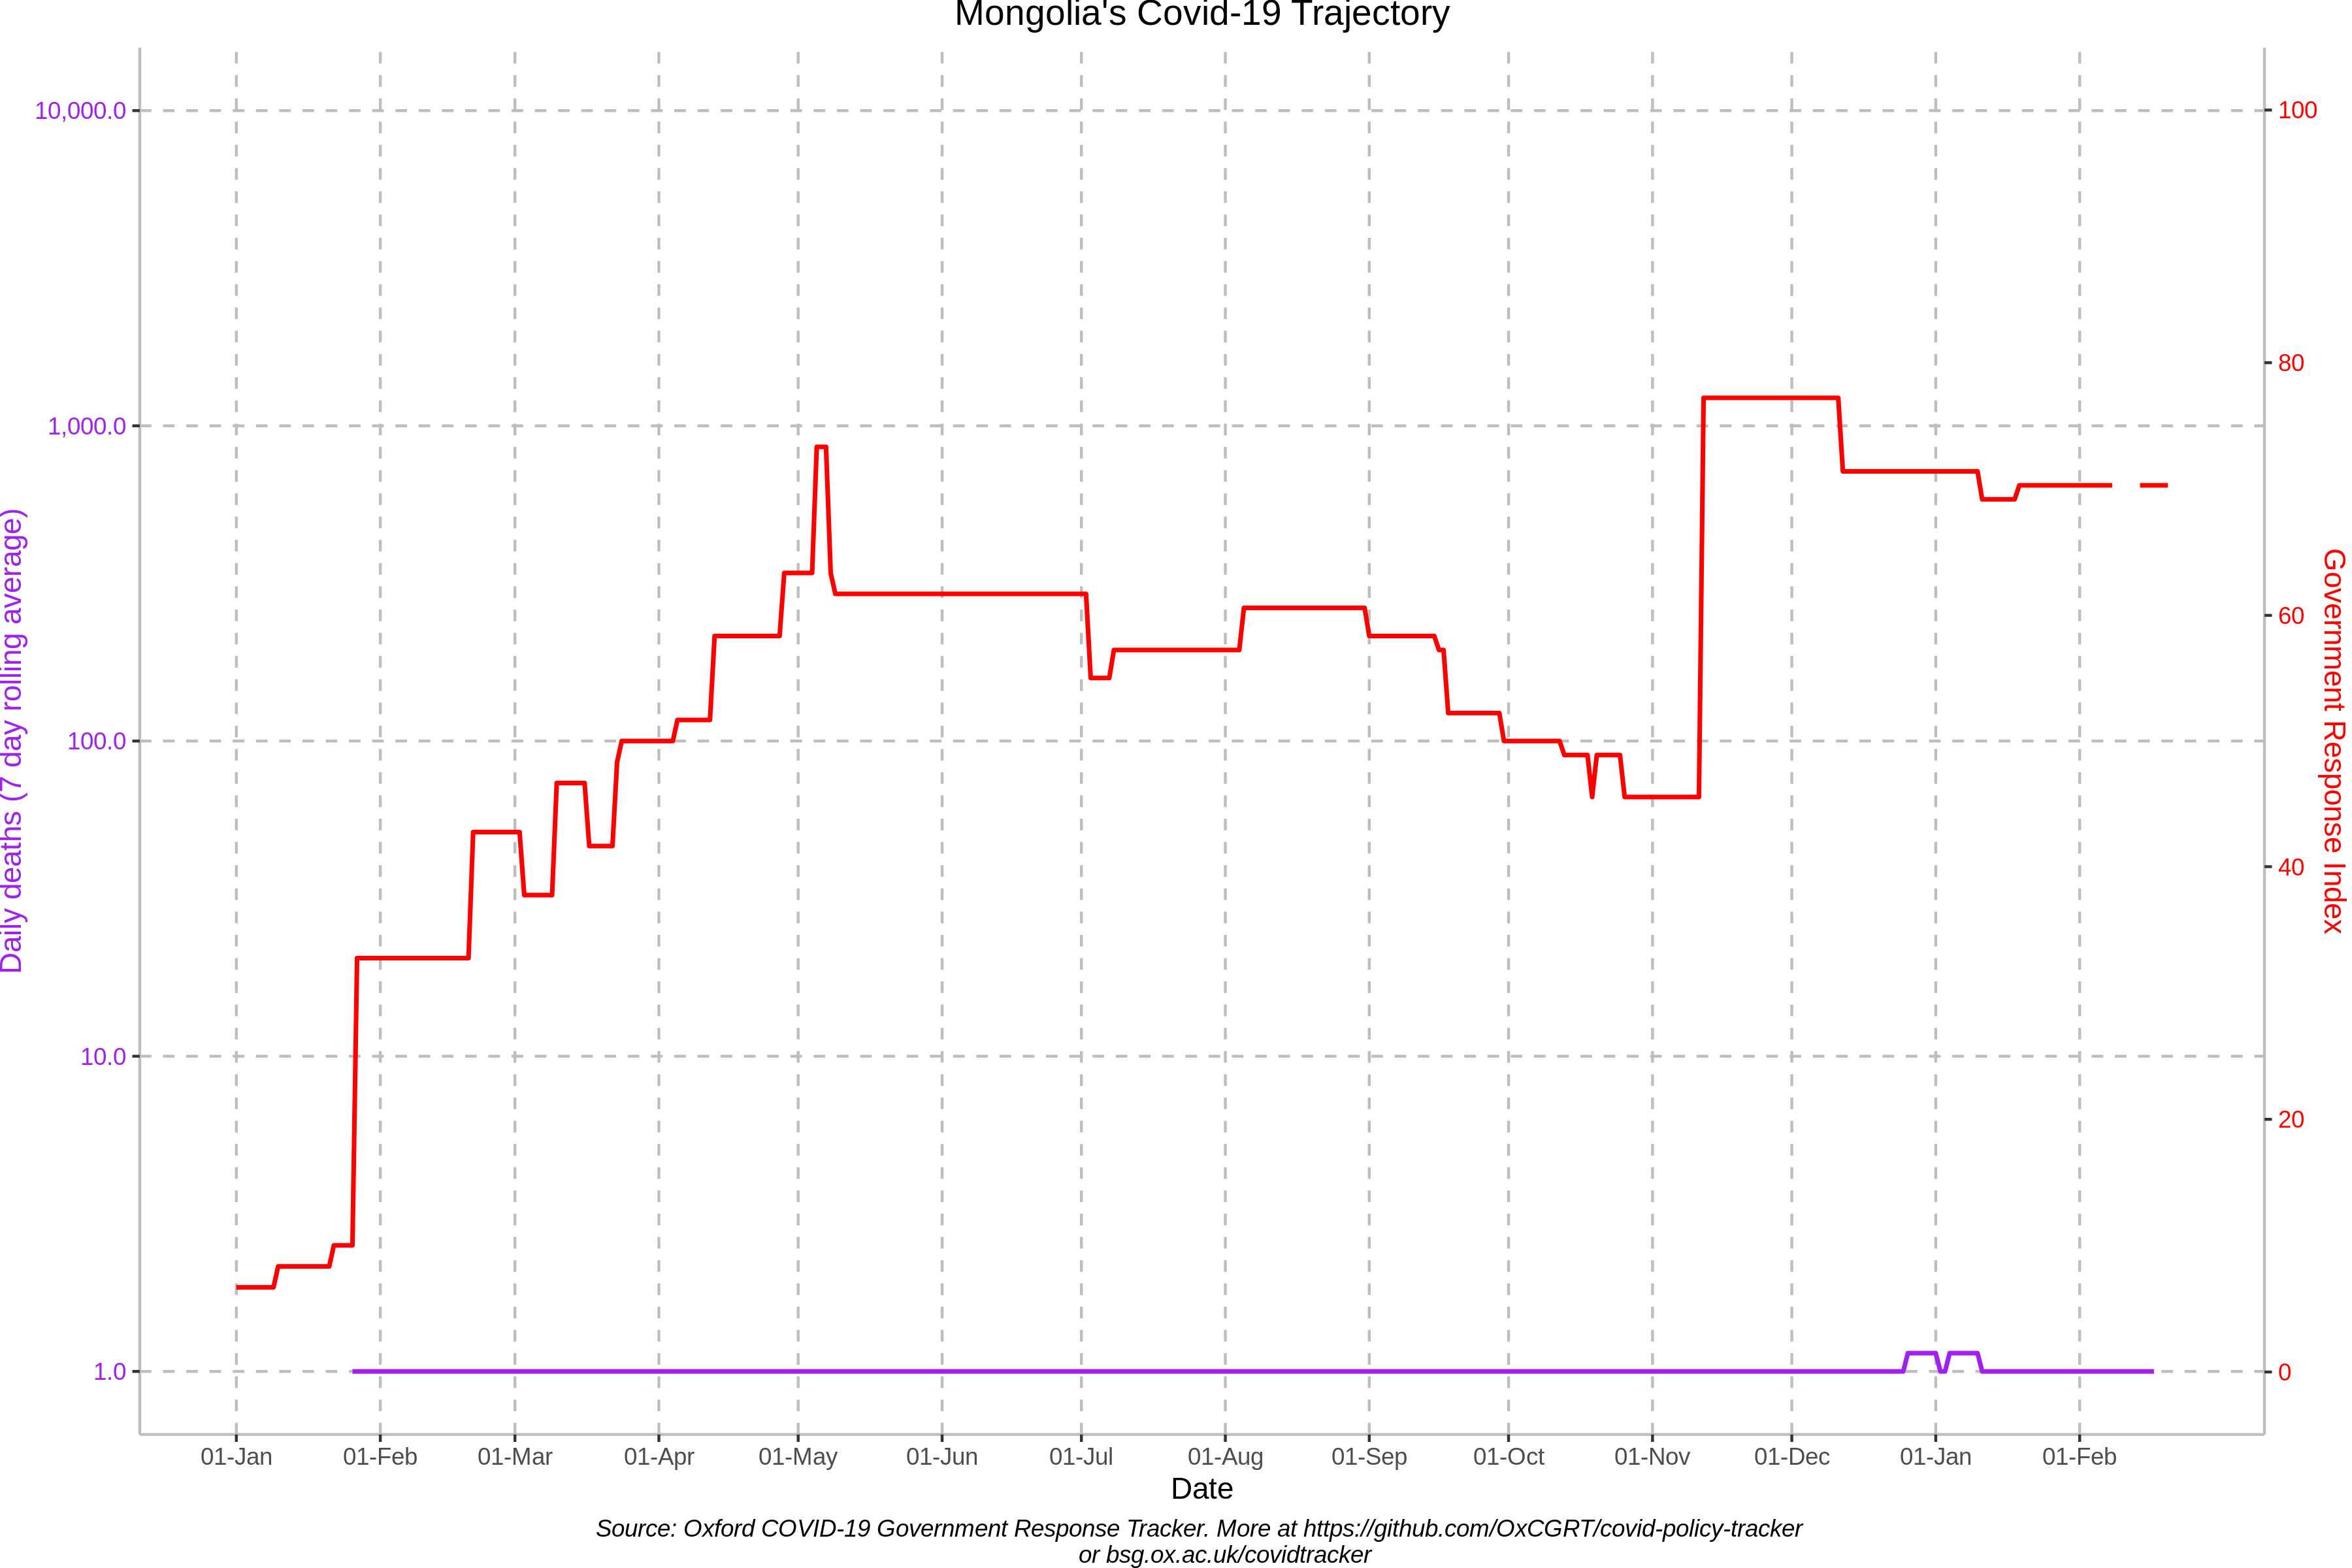 Mongolia's Covid-19 Trajectory
10,000.0
1,000.0
100.0
10.0
1.0
Daily deaths (7 day rolling average)
100
80
60
40
20
0
Government Response Index
01-Jan 01-Feb 01-Mar 01-Apr 01-May 01-Jun 01-Jul 01-Aug 01-Sep 01-Oct 01-Nov 01-Dec 01-Jan 01-Feb
Date
Source: Oxford COVID-19 Government Response Tracker. More at https://github.com/OxCGRT/covid-policy-tracker
or bsg.ox.ac.uk/covidtracker